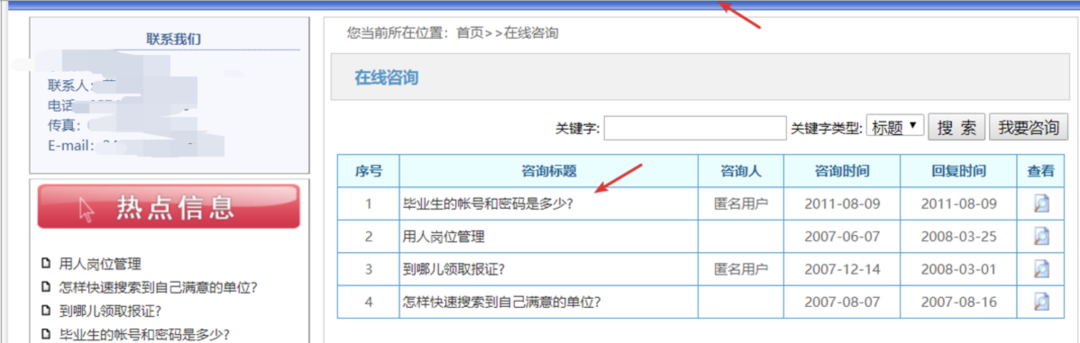 联系我们
联系人：
电话
传真：
E-mail：
热点信息
用人岗位管理
怎样快速搜索到自己满意的单位?
到哪儿领取报证?
毕业生的帐号和密码是多少?
您当前所在位置：首页>>在线咨询
在线咨询
关键字: 关键字类型: 标题 搜 索 我要咨询
序号 咨询标题 咨询人 咨询时间 回复时间 查看
1 毕业生的帐号和密码是多少? 匿名用户 2011-08-09 2011-08-09
2 用人岗位管理 2007-06-07 2008-03-25
3 到哪儿领取报证? 匿名用户 2007-12-14 2008-03-01
4 怎样快速搜索到自己满意的单位? 2007-08-07 2007-08-16